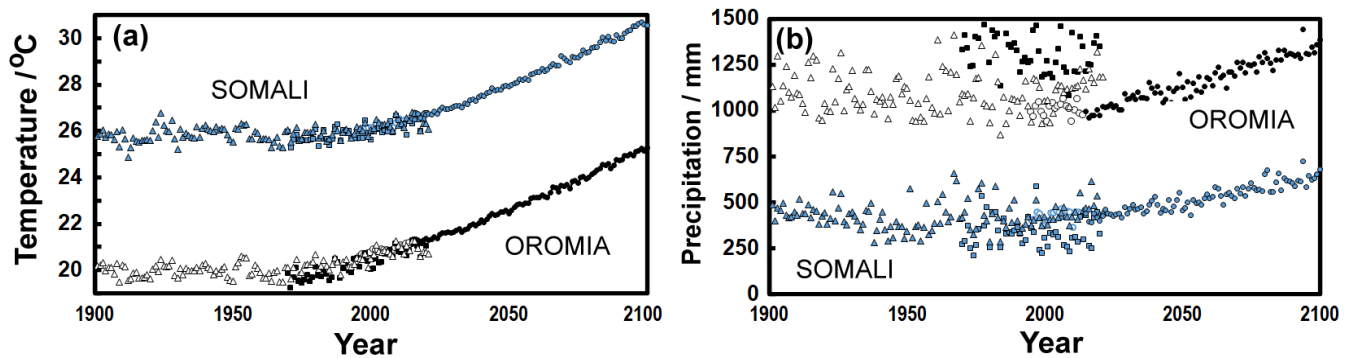 (a)
Temperature / ⁰C
30
28
26
24
22
20
SOMALI
OROMIA
1900
1950
2000
2050
2100
Year
(b)
Precipitation / mm
1500
1250
1000
750
500
250
0
OROMIA
SOMALI
1900
1950
2000
2050
2100
Year